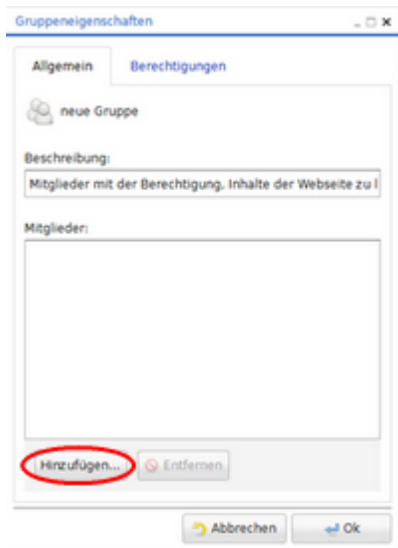 Gruppeneigenschaften
Allgemein Berechtigungen
neue Gruppe
Beschreibung:
Mitglieder mit der Berechtigung, Inhalte der Webseite zu l
Mitglieder:
Hinzufügen... Entfernen
Abbrechen Ok